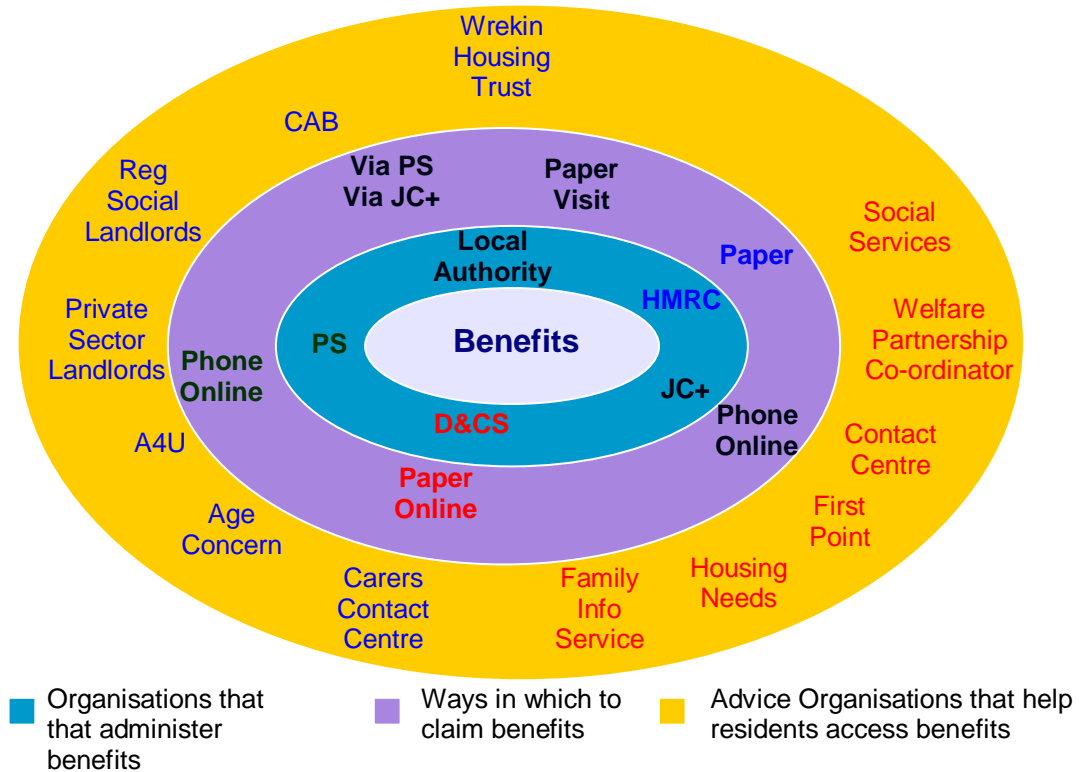 Wrekin
Housing
Trust
CAB
Reg
Social
Landlords
Private
Sector
Landlords
A4U
Age
Concern
Carers
Contact
Centre
Family
Info
Service
Housing
Needs
First
Point
Contact
Centre
Welfare
Partnership
Co-ordinator
Social
Services
Via PS
Via JC+
Paper
Visit
Paper
Phone
Online
Paper
Online
Phone
Online
Local
Authority
HMRC
JC+
D&CS
PS
Benefits
Organisations that
that administer
benefits
Ways in which to
claim benefits
Advice Organisations that help
residents access benefits